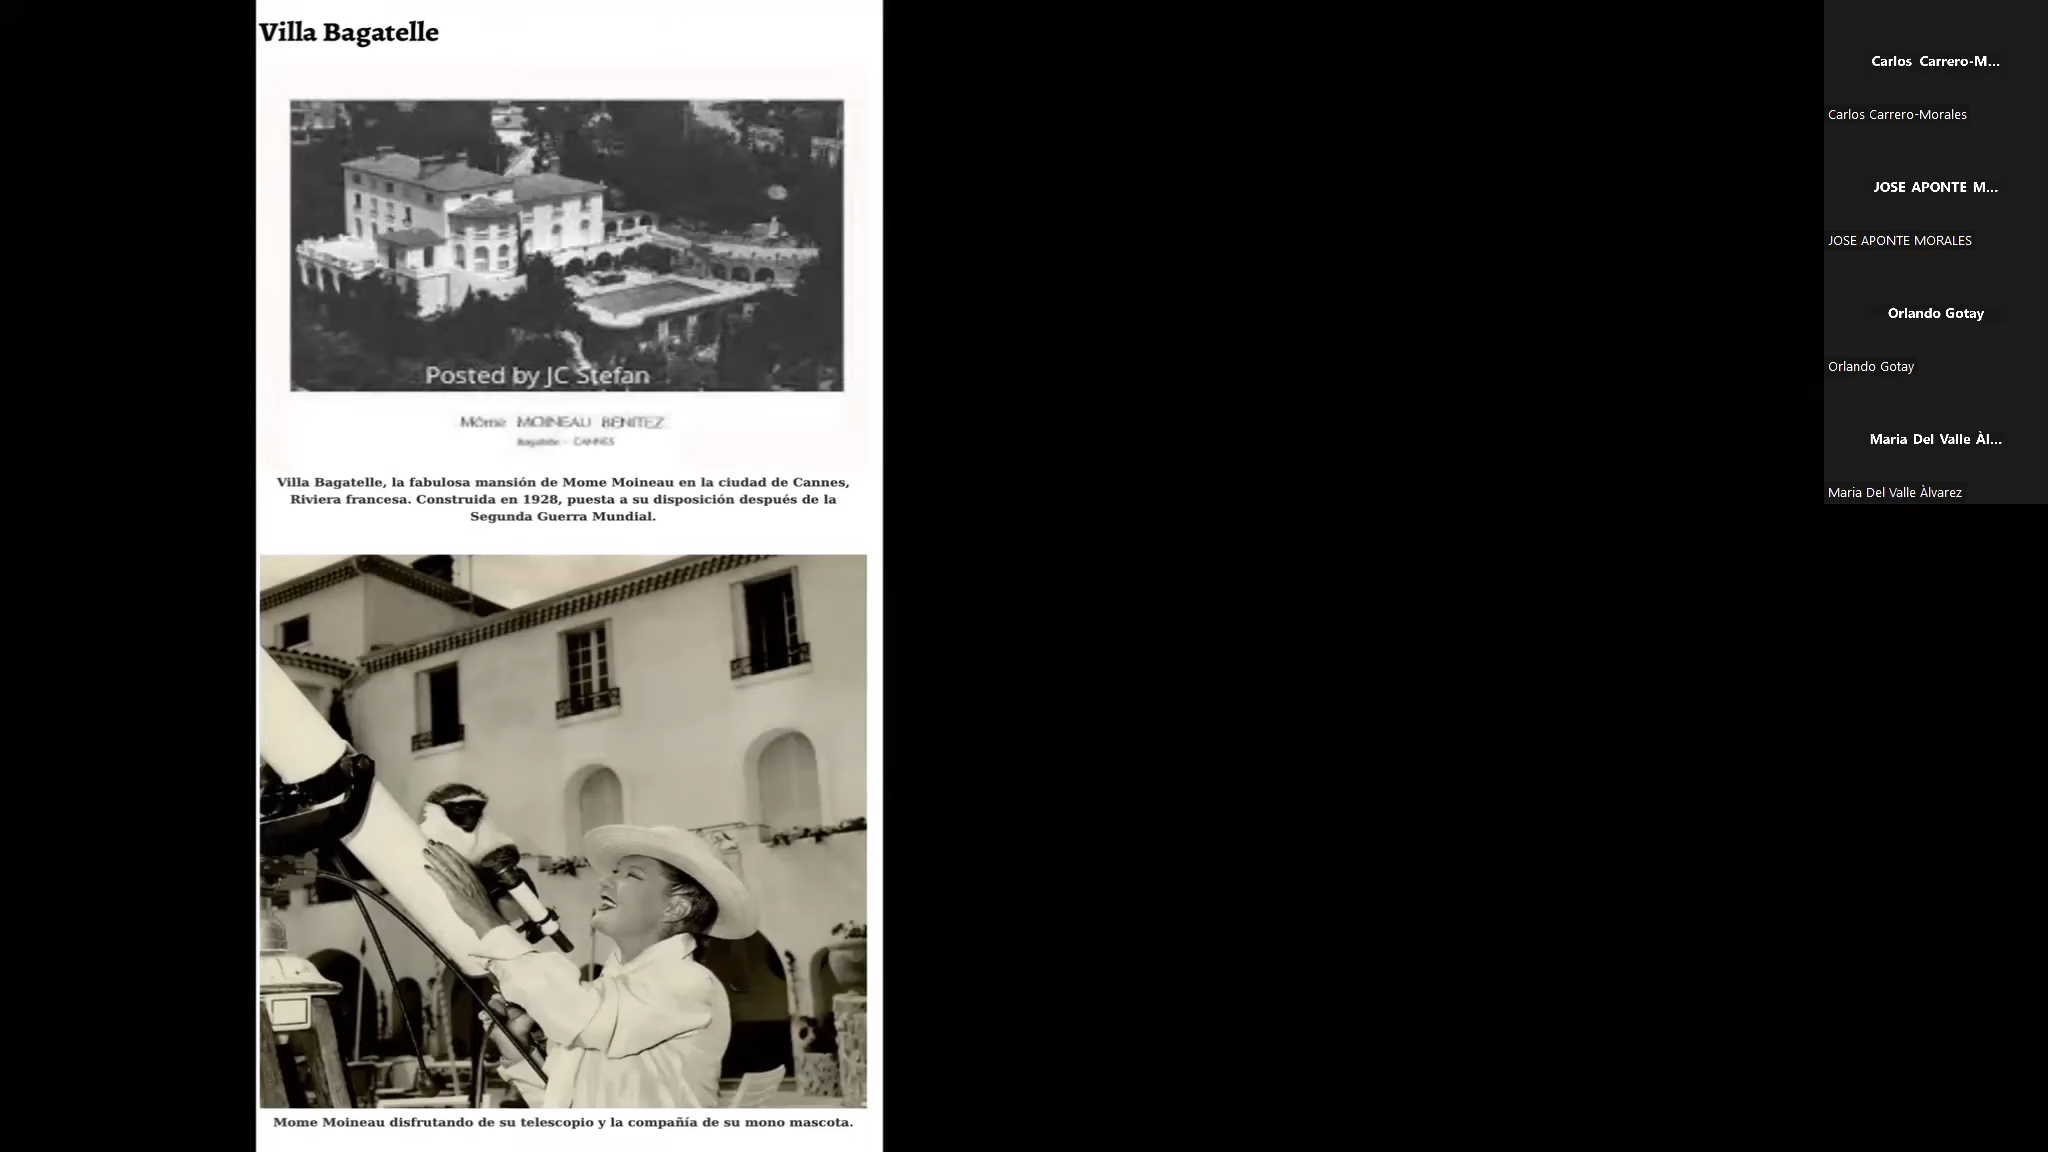 Villa Bagatelle
Posted by JC Stefan
Môme MOINEAU BENITEZ
Bagatelle - CANNES
Villa Bagatelle, la fabulosa mansión de Mome Moineau en la ciudad de Cannes,
Riviera francesa. Construida en 1928, puesta a su disposición después de la
Segunda Guerra Mundial.
Mome Moineau disfrutando de su telescopio y la compañía de su mono mascota.
Carlos Carrero-M...
Carlos Carrero-Morales
JOSE APONTE M...
JOSE APONTE MORALES
Orlando Gotay
Orlando Gotay
Maria Del Valle Àl...
Maria Del Valle Àlvarez